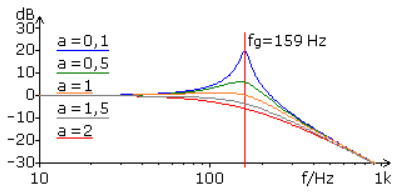 dB
30
20
10
0
-10
-20
-30
a=0,1
a=0,5
a=1
a=1,5
a=2
fg=159 Hz
10
100
f/Hz
1k